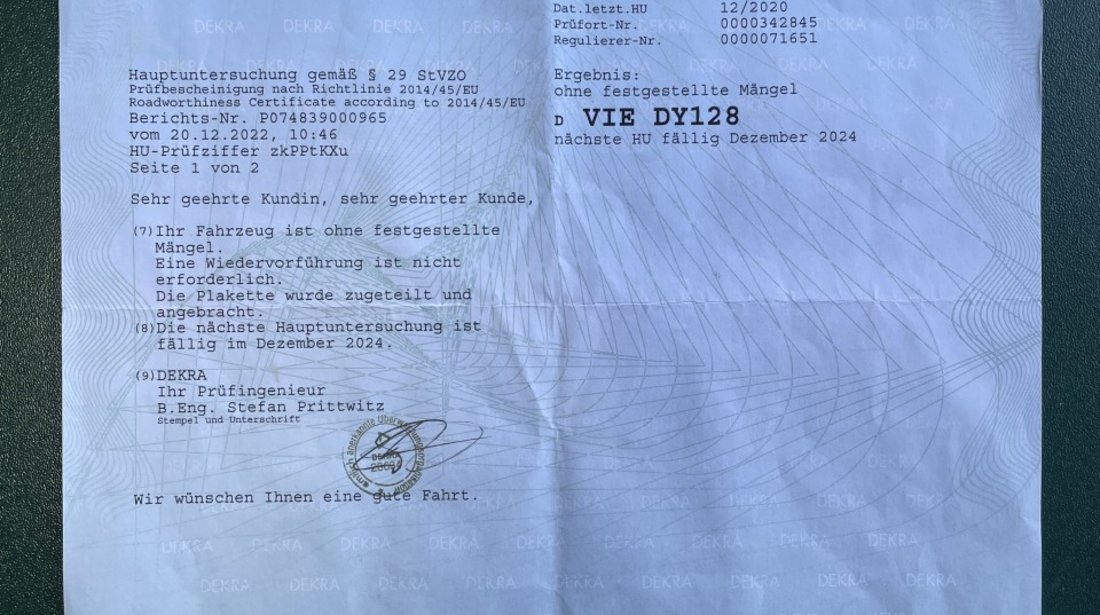 Dat.letzt.HU 12/2020
Prüfort-Nr. 0000342845
Regulierer-Nr. 0000071651
Hauptuntersuchung gemäß § 29 StVZO
Prüfbescheinigung nach Richtlinie 2014/45/EU
Roadworthiness Certificate according to 2014/45/EU
Berichts-Nr. P074839000965
vom 20.12.2022, 10:46
HU-Prüfziffer zkPPtKXu
Seite 1 von 2
Ergebnis:
ohne festgestellte Mängel
D VIE DY128
nächste HU fällig Dezember 2024
Sehr geehrte Kundin, sehr geehrter Kunde,
(7)Ihr Fahrzeug ist ohne festgestellte
Mängel.
Eine Wiedervorführung ist nicht
erforderlich.
Die Plakette wurde zugeteilt und
angebracht.
(8)Die nächste Hauptuntersuchung ist
fällig im Dezember 2024.
(9)DEKRA
Ihr Prüfingenieur
B.Eng. Stefan Prittwitz
Stempel und Unterschrift
Wir wünschen Ihnen eine gute Fahrt.